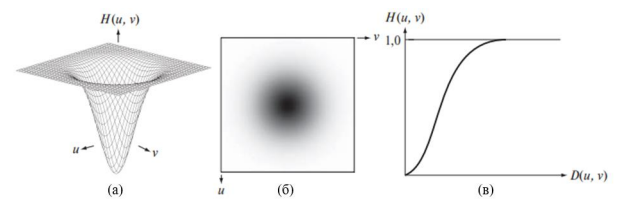 H(u, v)
u
v
(а)
v
u
(б)
H(u, v)
1,0
D(u, v)
(в)